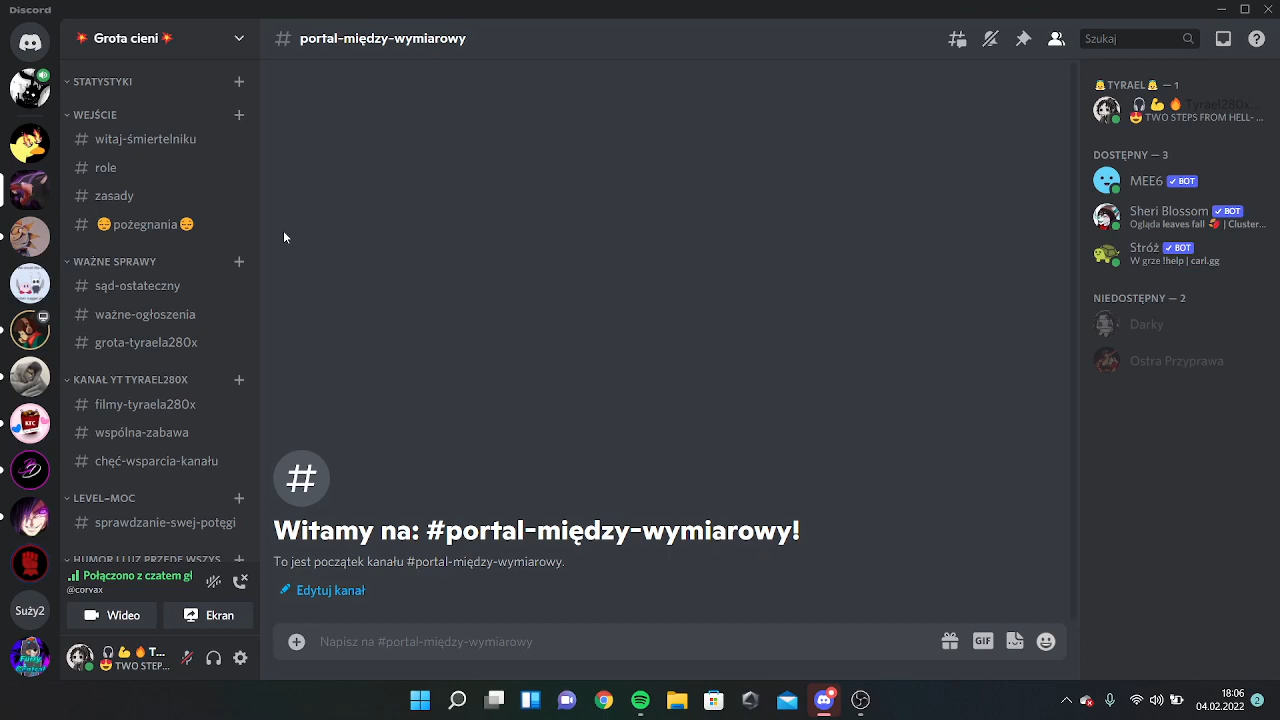 Discord
Grota cieni
portal-między-wymiarowy
Szukaj
STATYSTYKI
WEJŚCIE
witaj-śmiertelniku
role
zasady
😔pożegnania😔
WAŻNE SPRAWY
sąd-ostateczny
ważne-ogłoszenia
grota-tyraela280x
KANAŁ YT TYRAEL280X
filmy-tyraela280x
wspólna-zabawa
chęć-wsparcia-kanału
LEVEL-MOC
sprawdzanie-swej-potęgi
HUMOR I LUZ PRZEDE WSZYS
Połączono z czatem gł
@corvax
Wideo
Ekran
T...
TWO STEP...
KFC
Suży2
Furry
Central
#
Witamy na: #portal-między-wymiarowy!
To jest początek kanału #portal-między-wymiarowy.
Edytuj kanał
Napisz na #portal-między-wymiarowy
GIF
TYRAEL — 1
Tyrael280x...
TWO STEPS FROM HELL- ...
DOSTĘPNY — 3
MEE6 ✓ BOT
Sheri Blossom ✓ BOT
Ogląda leaves fall 🍁 | Cluster...
Stróż ✓ BOT
W grze !help | carl.gg
NIEDOSTĘPNY — 2
Darky
Ostra Przyprawa
18:06
04.02.2022
2